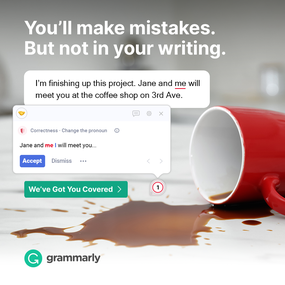 You'll make mistakes.
But not in your writing.
I'm finishing up this project. Jane and me will
meet you at the coffee shop on 3rd Ave.
Correctness · Change the pronoun
Jane and me I will meet you...
Accept Dismiss
We've Got You Covered
1
grammarly